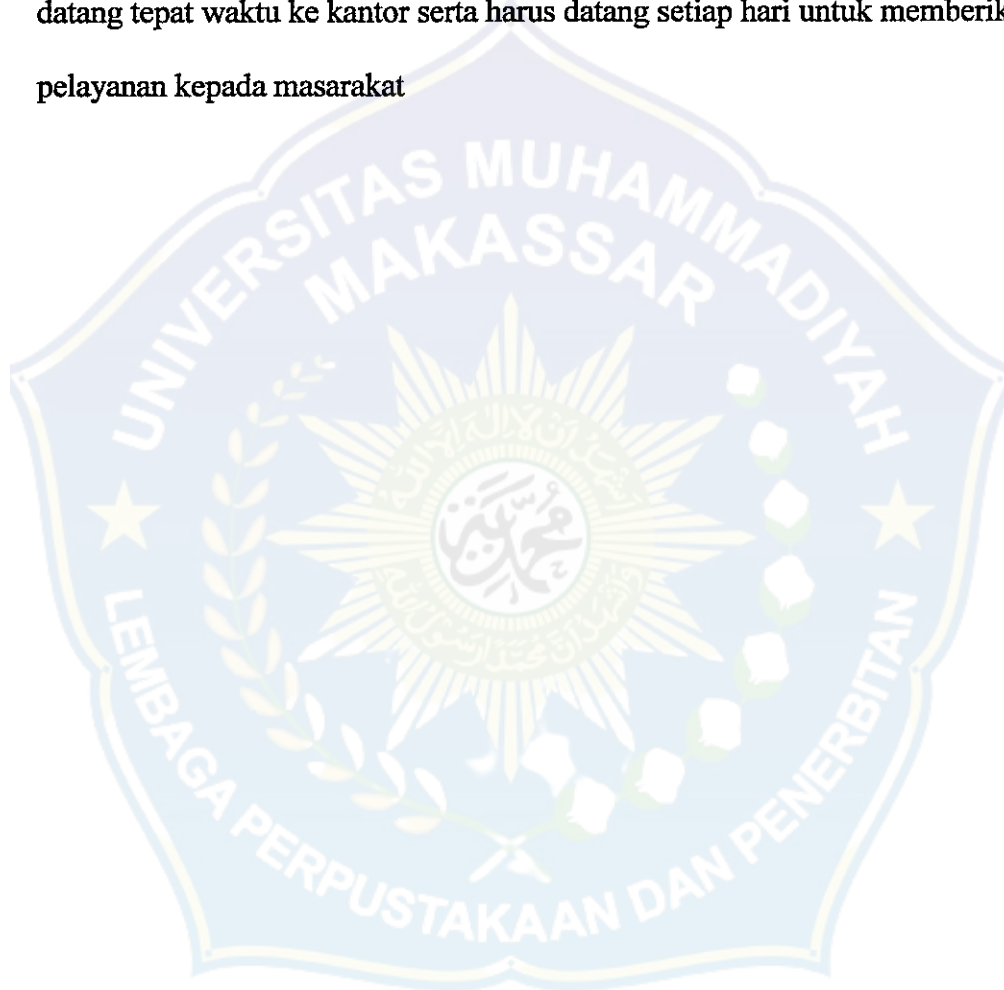 datang tepat waktu ke kantor serta harus datang setiap hari untuk memberik
pelayanan kepada masarakat
UNIVERSITAS MUHAMMADIYAH
MAKASSAR
LEMBAGA PERPUSTAKAAN DAN PENERBITAN